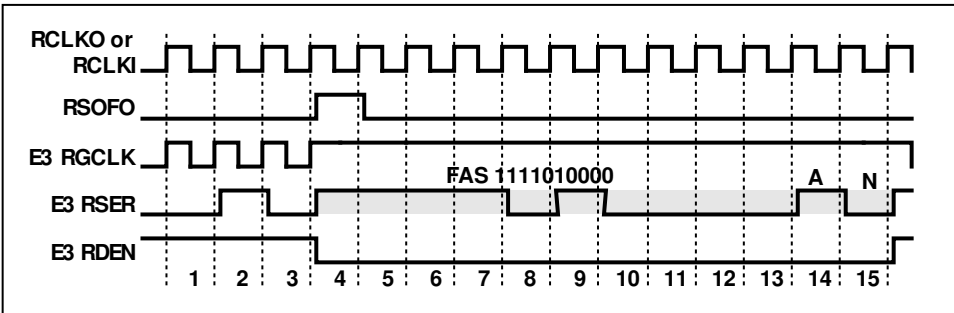 RCLKO or
RCLKI
RSOFO
E3 RGCLK
FAS 1111010000
A
N
E3 RSER
E3 RDEN
1 2 3 4 5 6 7 8 9 10 11 12 13 14 15